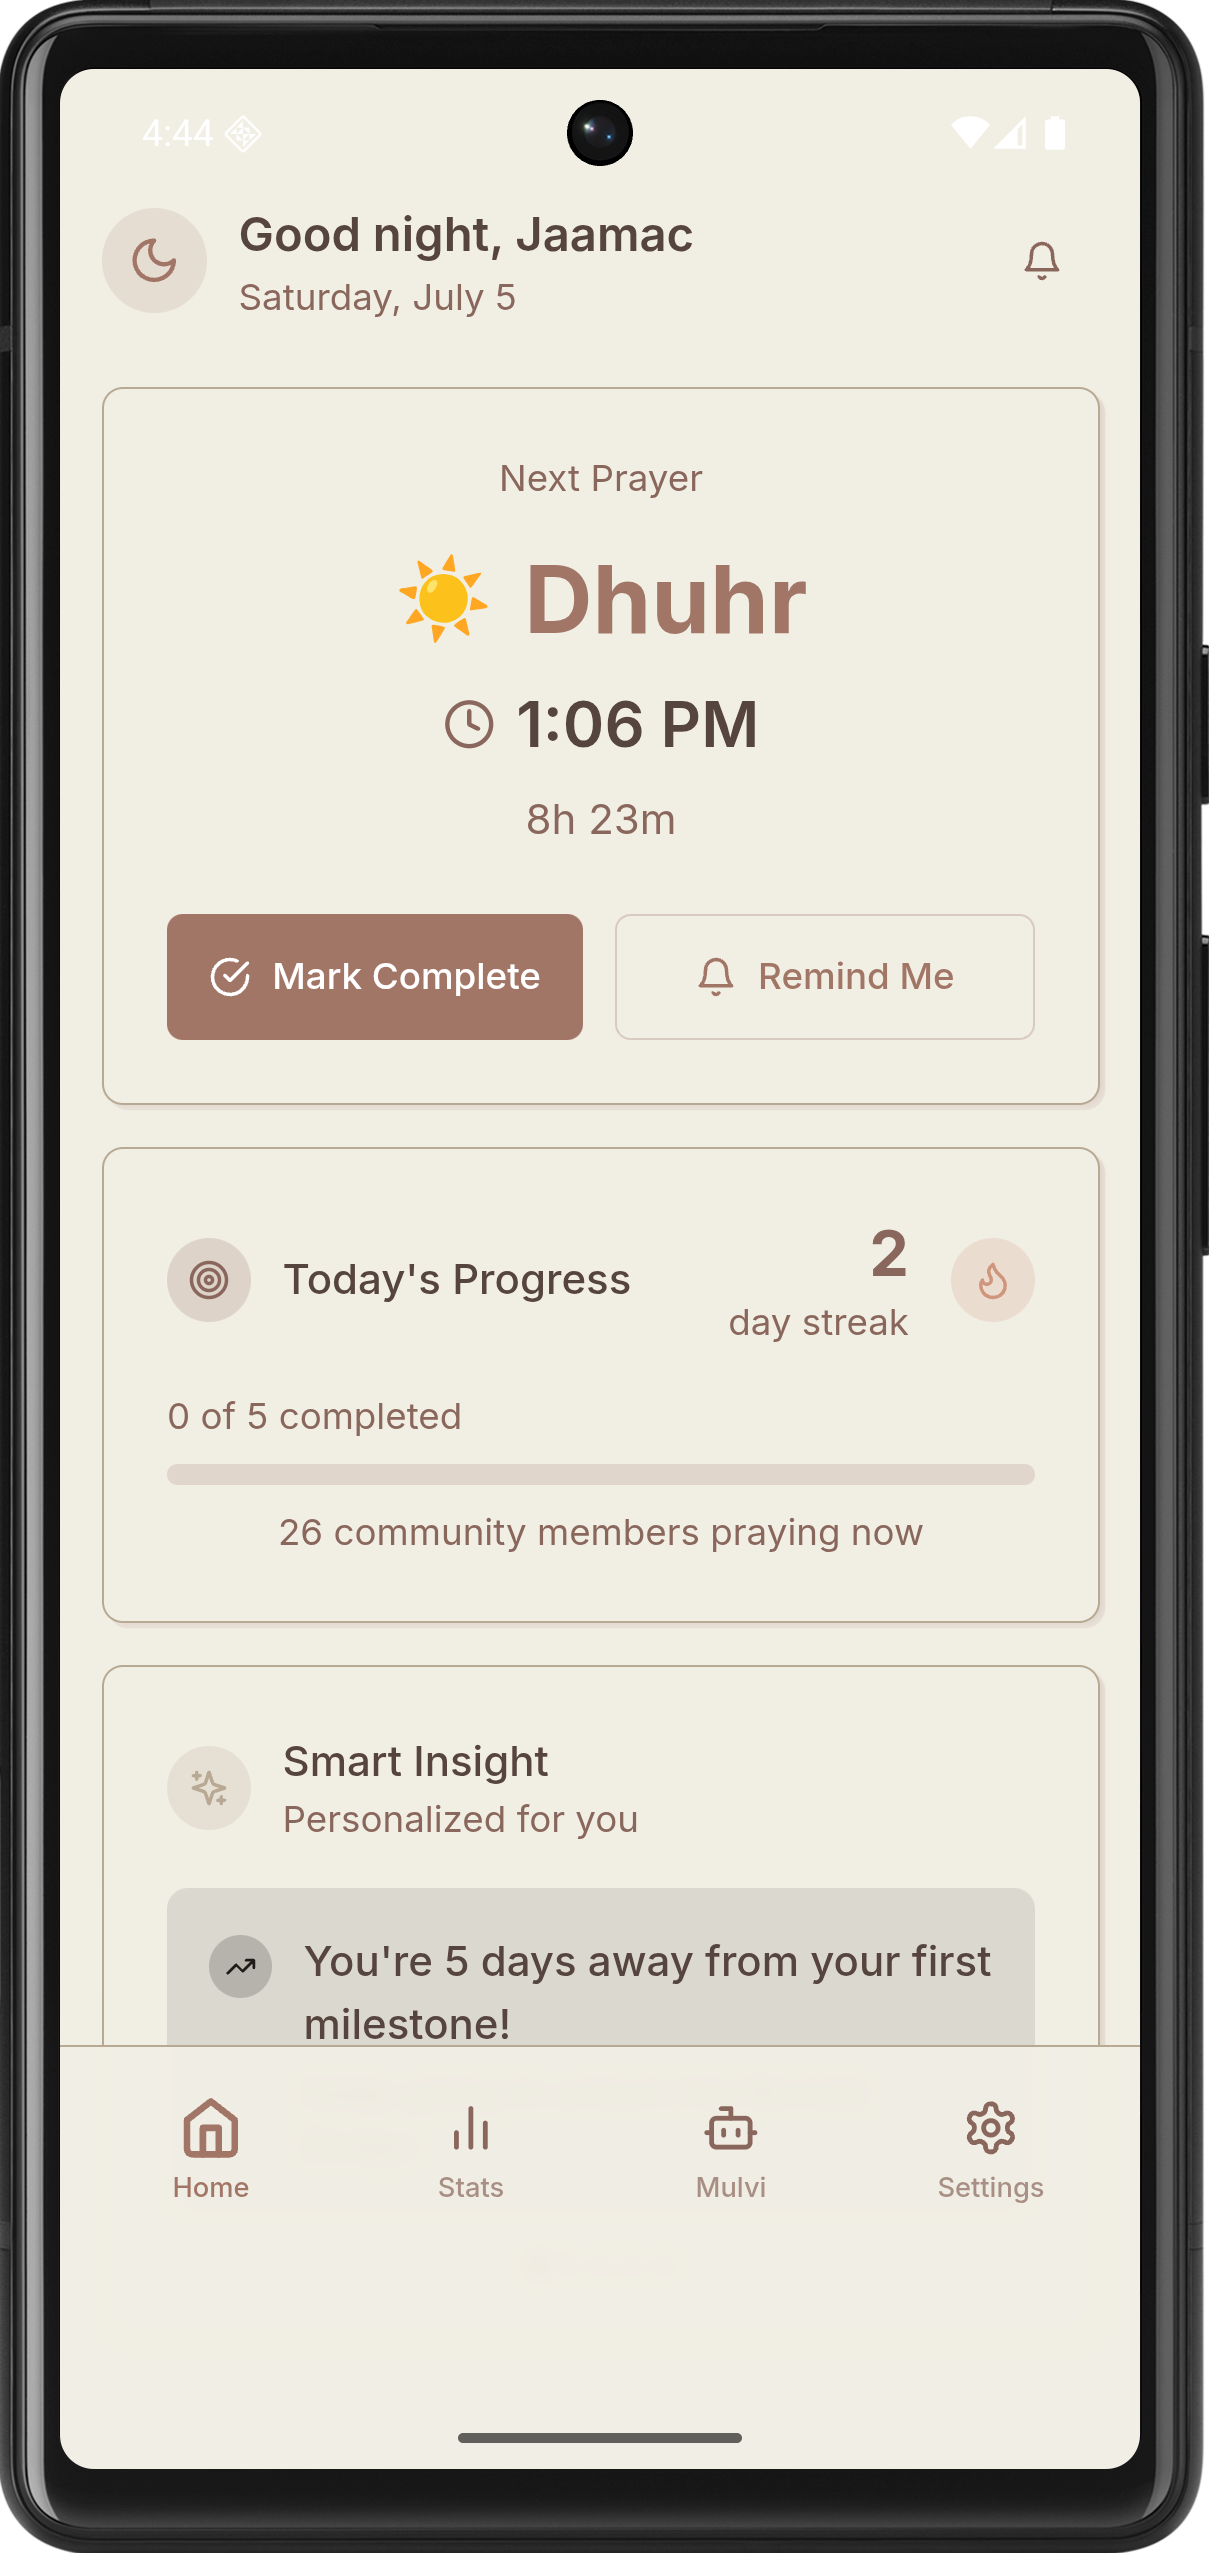 4:44
Good night, Jaamac
Saturday, July 5
Next Prayer
Dhuhr
1:06 PM
8h 23m
Mark Complete
Remind Me
Today's Progress
2
day streak
0 of 5 completed
26 community members praying now
Smart Insight
Personalized for you
You're 5 days away from your first
milestone!
Home
Stats
Mulvi
Settings